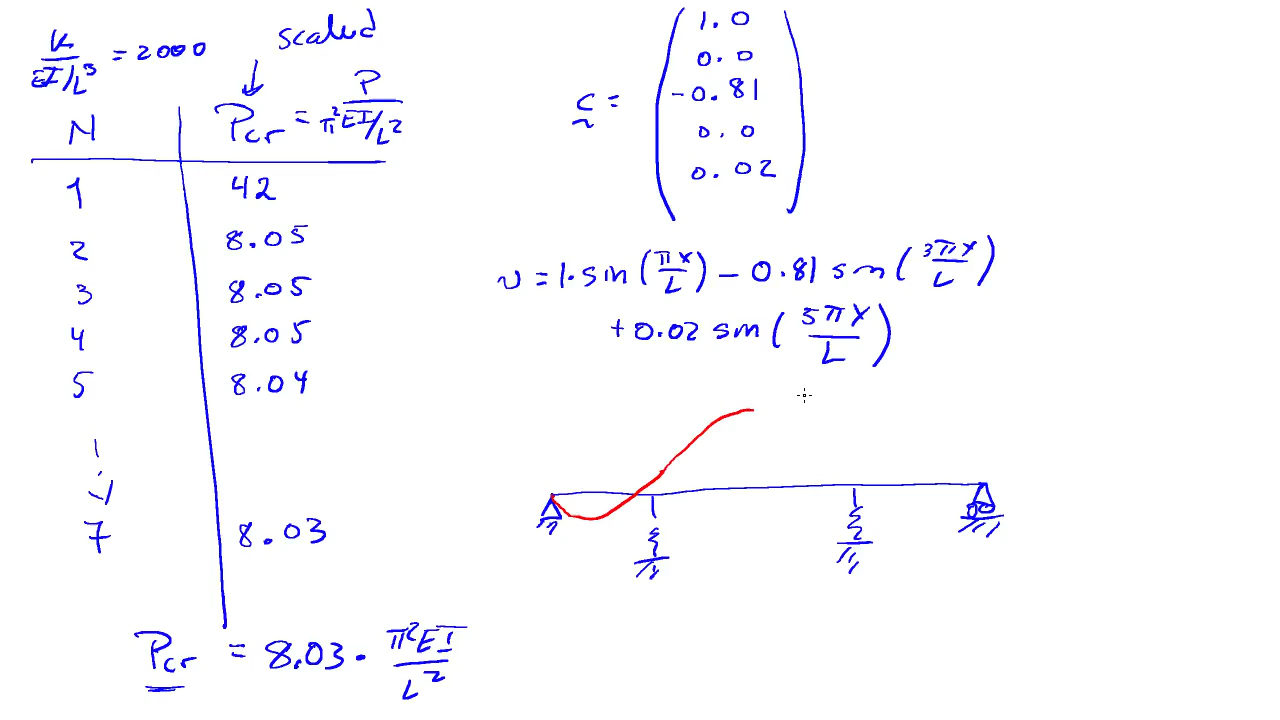 K/(EI/L³) = 2000
scaled
N | Pcr = P/(π²EI/L²)
1 | 42
2 | 8.05
3 | 8.05
4 | 8.05
5 | 8.04
7 | 8.03
Pcr = 8.03 · π²EI/L²
c =
1.0
0.0
-0.81
0.0
0.02
v = 1·sin(πx/L) – 0.81 sin(3πx/L)
+ 0.02 sin(5πx/L)